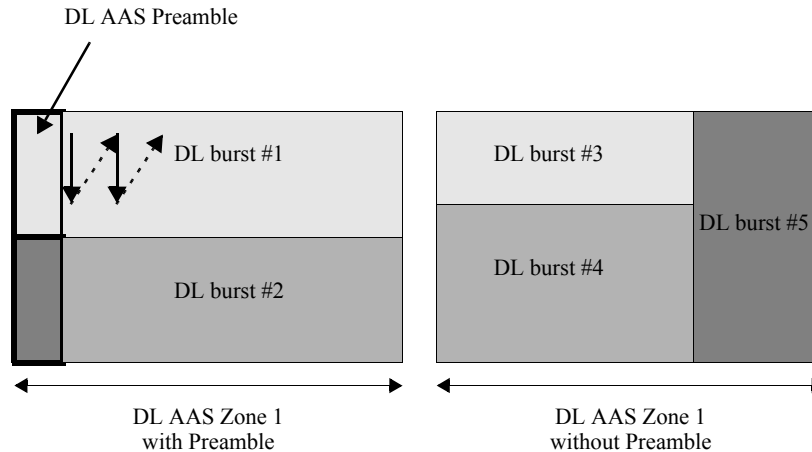 DL AAS Preamble
DL burst #1
DL burst #2
DL burst #3
DL burst #4
DL burst #5
DL AAS Zone 1
with Preamble
DL AAS Zone 1
without Preamble